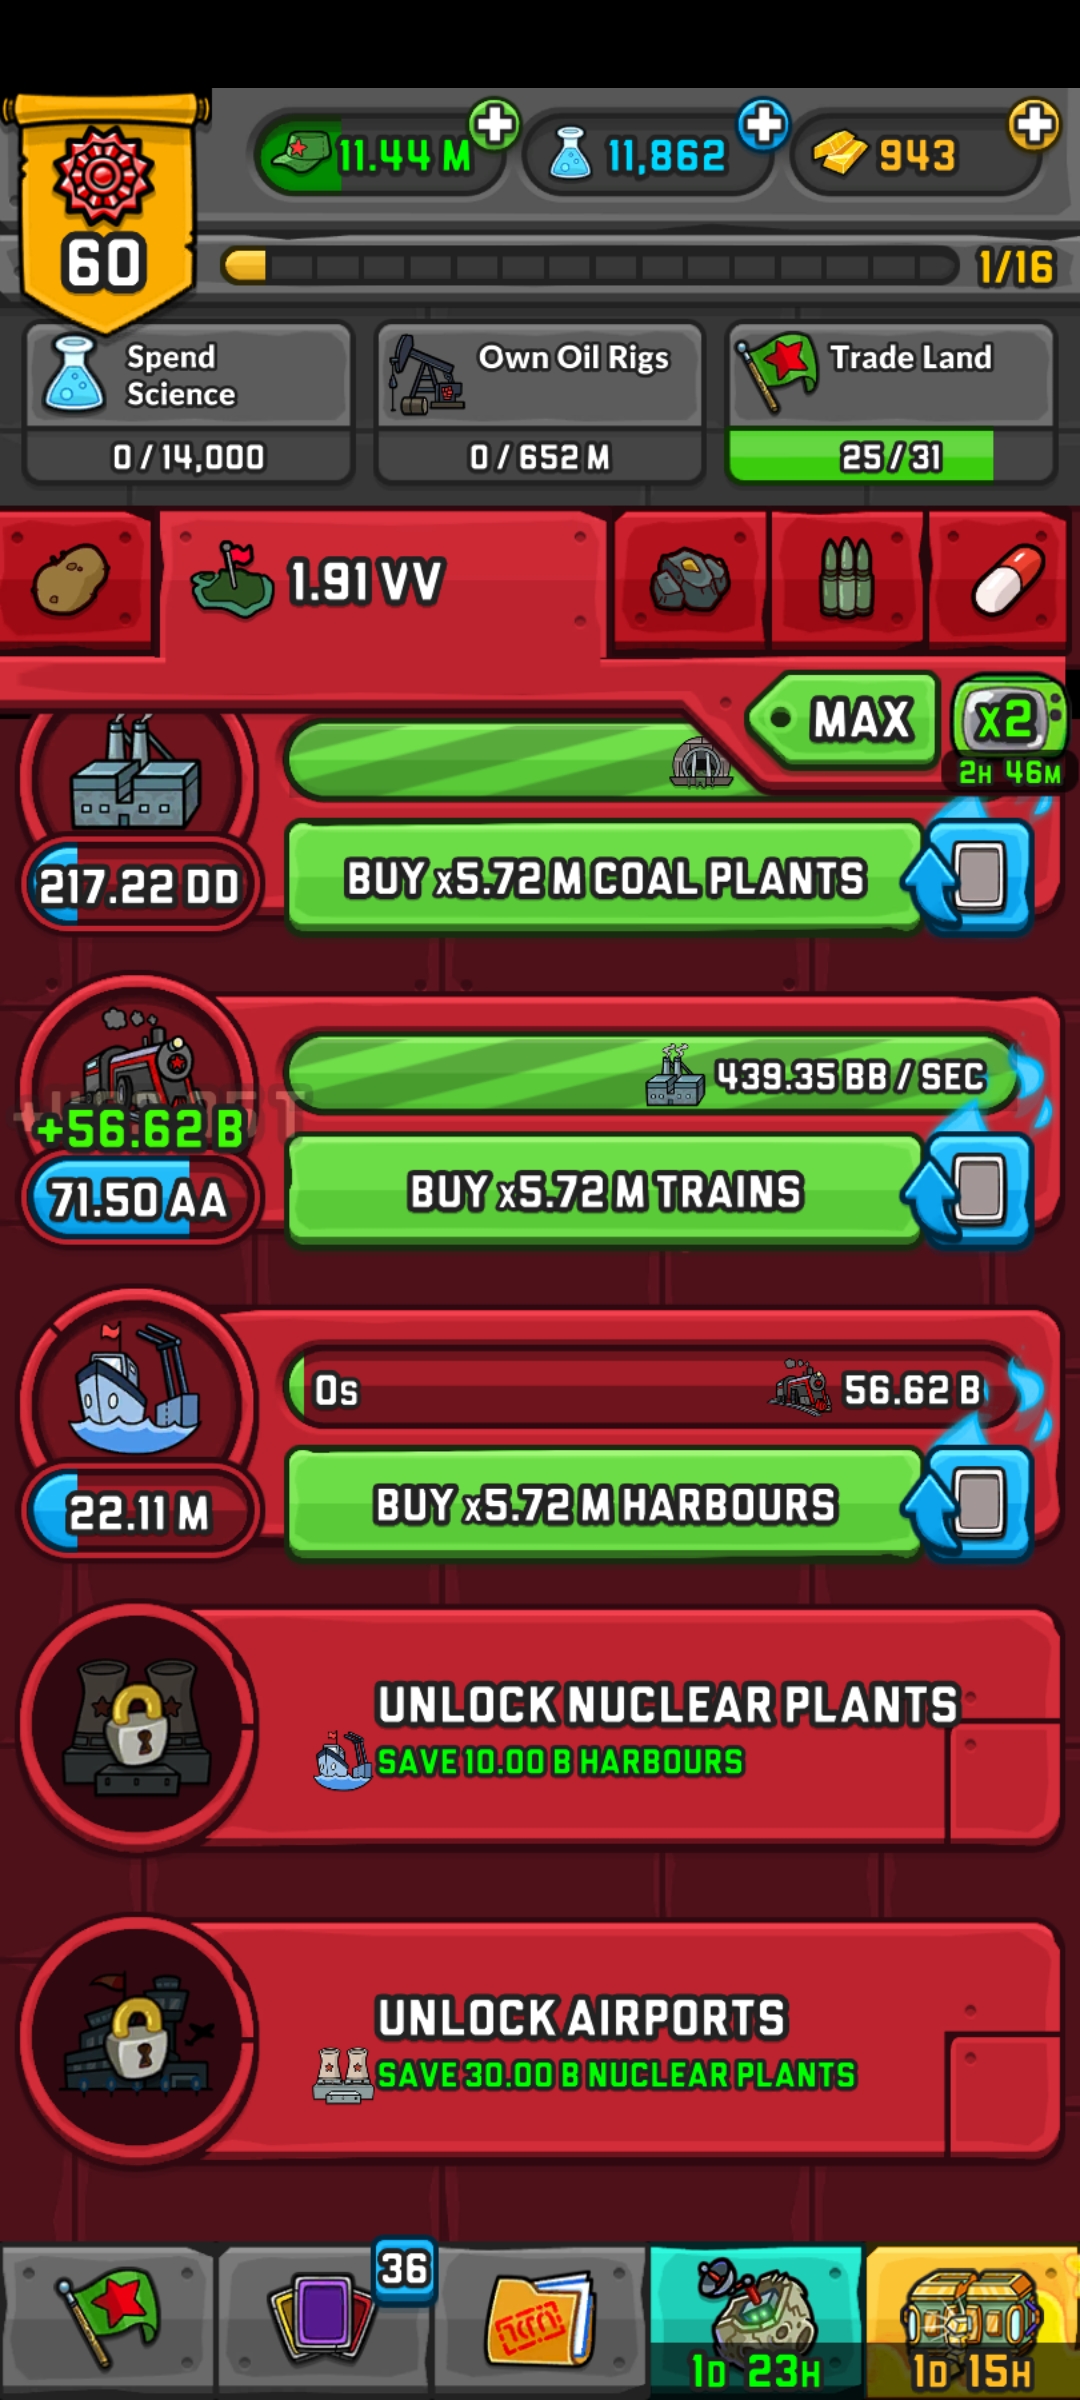 11.44 M
11,862
943
60
1/16
Spend
Science
0 / 14,000
Own Oil Rigs
0 / 652 M
Trade Land
25 / 31
1.91 VV
MAX
x2
2H 46M
217.22 DD
BUY x5.72 M COAL PLANTS
439.35 BB / SEC
+56.62 B
71.50 AA
BUY x5.72 M TRAINS
0s
56.62 B
22.11 M
BUY x5.72 M HARBOURS
UNLOCK NUCLEAR PLANTS
SAVE 10.00 B HARBOURS
UNLOCK AIRPORTS
SAVE 30.00 B NUCLEAR PLANTS
36
1D 23H
1D 15H